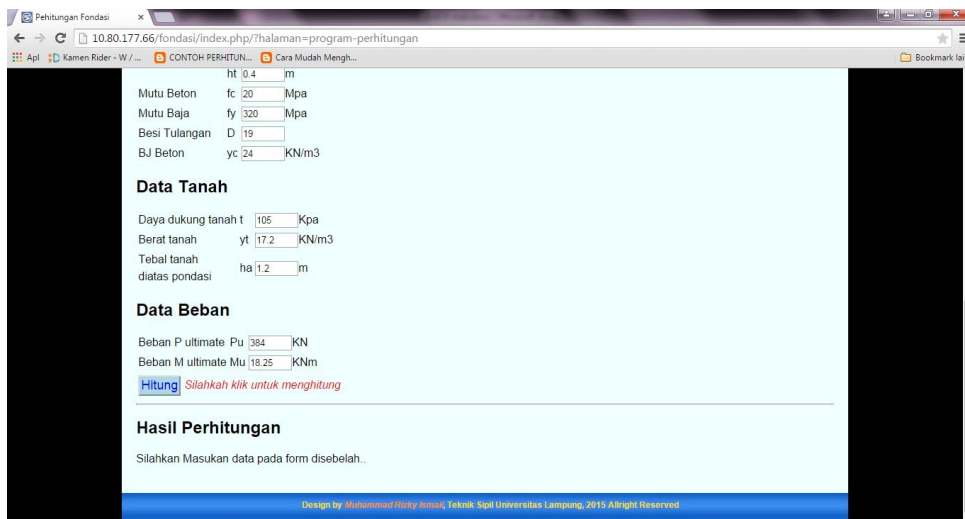 Pehitungan Fondasi
10.80.177.66/fondasi/index.php/?halaman=program-perhitungan
Apl Kamen Rider - W / ... CONTOH PERHITUN... Cara Mudah Mengh... Bookmark lai
ht 0.4 m
Mutu Beton fc 20 Mpa
Mutu Baja fy 320 Mpa
Besi Tulangan D 19
BJ Beton yc 24 KN/m3
Data Tanah
Daya dukung tanah t 105 Kpa
Berat tanah yt 17.2 KN/m3
Tebal tanah
diatas pondasi ha 1.2 m
Data Beban
Beban P ultimate Pu 384 KN
Beban M ultimate Mu 18.25 KNm
Hitung Silahkah klik untuk menghitung
Hasil Perhitungan
Silahkan Masukan data pada form disebelah..
Design by Muhammad Rizky Ismail, Teknik Sipil Universitas Lampung, 2015 Allright Reserved